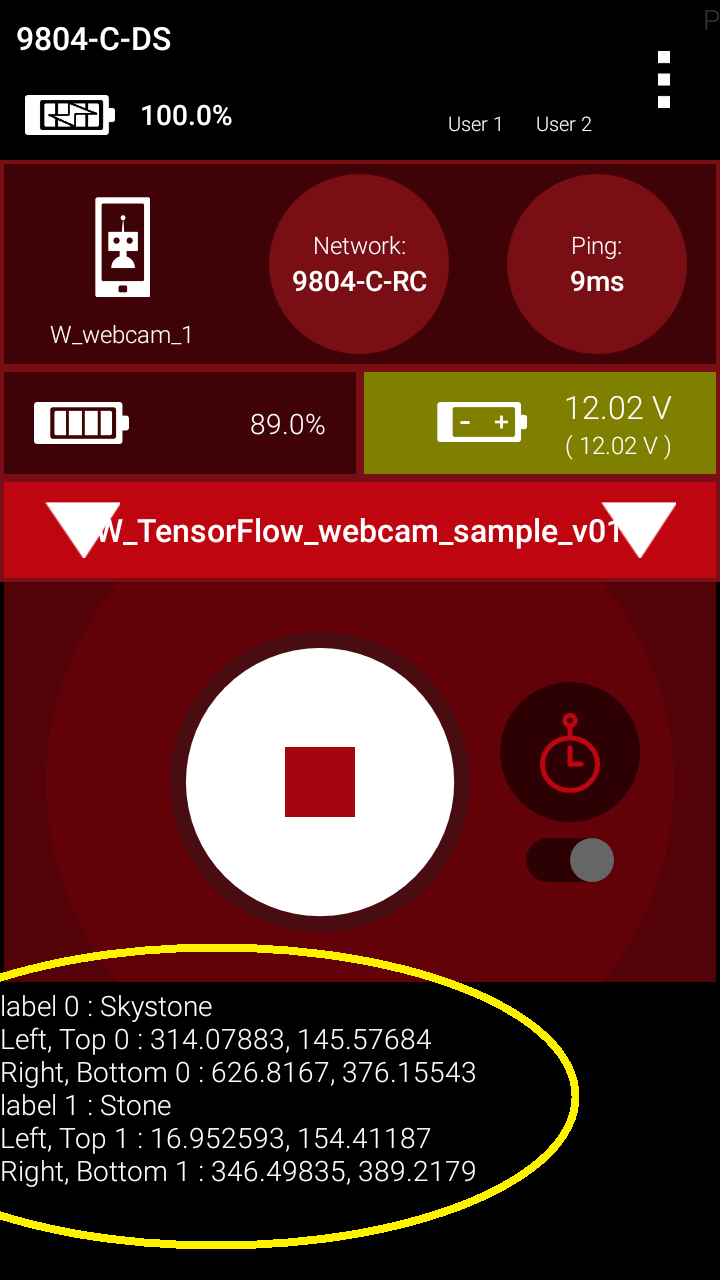 P
9804-C-DS
100.0%
User 1 User 2
Network:
9804-C-RC
Ping:
9ms
W_webcam_1
89.0%
12.02 V
( 12.02 V )
W_TensorFlow_webcam_sample_v01
label 0 : Skystone
Left, Top 0 : 314.07883, 145.57684
Right, Bottom 0 : 626.8167, 376.15543
label 1 : Stone
Left, Top 1 : 16.952593, 154.41187
Right, Bottom 1 : 346.49835, 389.2179